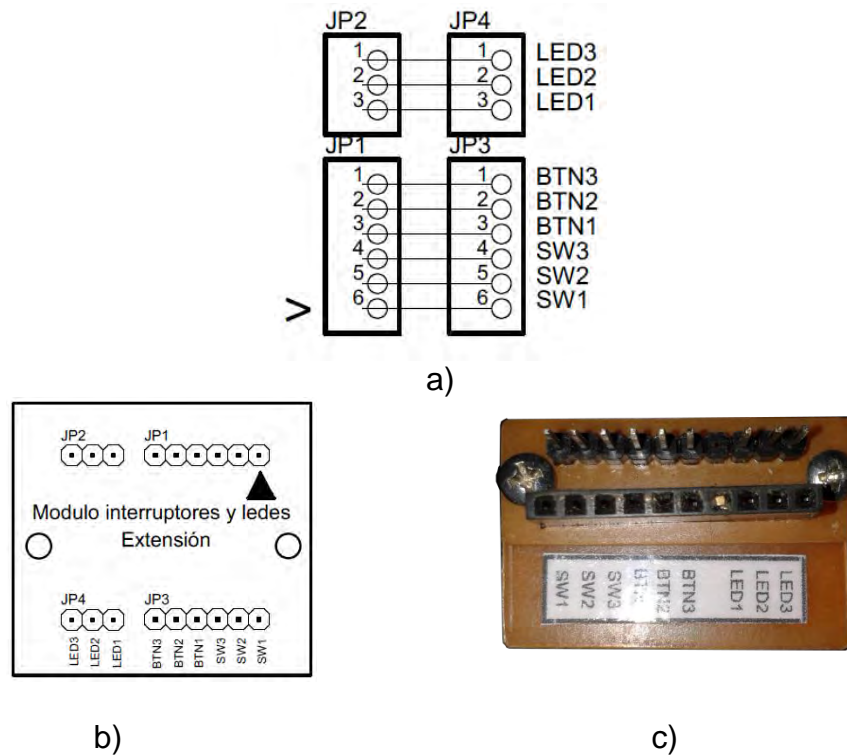 JP2 JP4
1 1 LED3
2 2 LED2
3 3 LED1
JP1 JP3
1 1 BTN3
2 2 BTN2
3 3 BTN1
4 4 SW3
5 5 SW2
> 6 6 SW1
a)
JP2 JP1
Modulo interruptores y ledes
Extensión
JP4 JP3
LED3 LED2 LED1 BTN3 BTN2 BTN1 SW3 SW2 SW1
SW1 SW2 SW3 BTN2 BTN3 LED1 LED2 LED3
b) c)